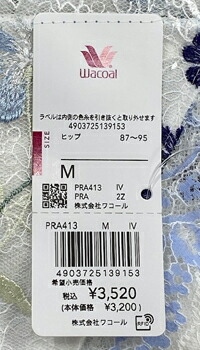 Wacoal
ラベルは内側の色糸を引き抜くと取り外せます
4903725139153
SIZE
ヒップ 87~95
M
PRA413 IV
PRA 2Z
株式会社ワコール
PRA413 M IV
4903725139153
希望小売価格
税込 ¥3,520
(本体価格 ¥3,200)
株式会社ワコール
RFID